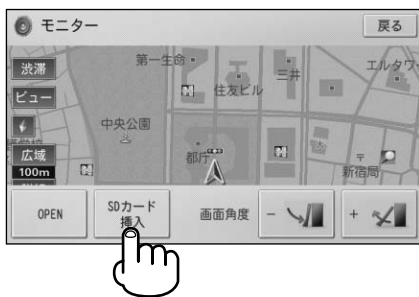 モニター
戻る
渋滞
第一生命
三井
エルタワー
ビュー
住友ビル
中央公園
広域
100m
都庁
新宿局
OPEN
SDカード
挿入
画面角度
-
+